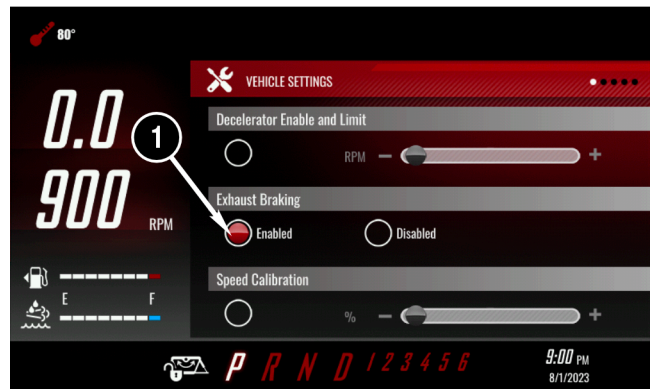 80°
VEHICLE SETTINGS
0.0
1
Decelerator Enable and Limit
RPM − +
900
RPM
Exhaust Braking
Enabled Disabled
Speed Calibration
E F
% − +
P R N D 1 2 3 4 5 6
9:00 PM
8/1/2023